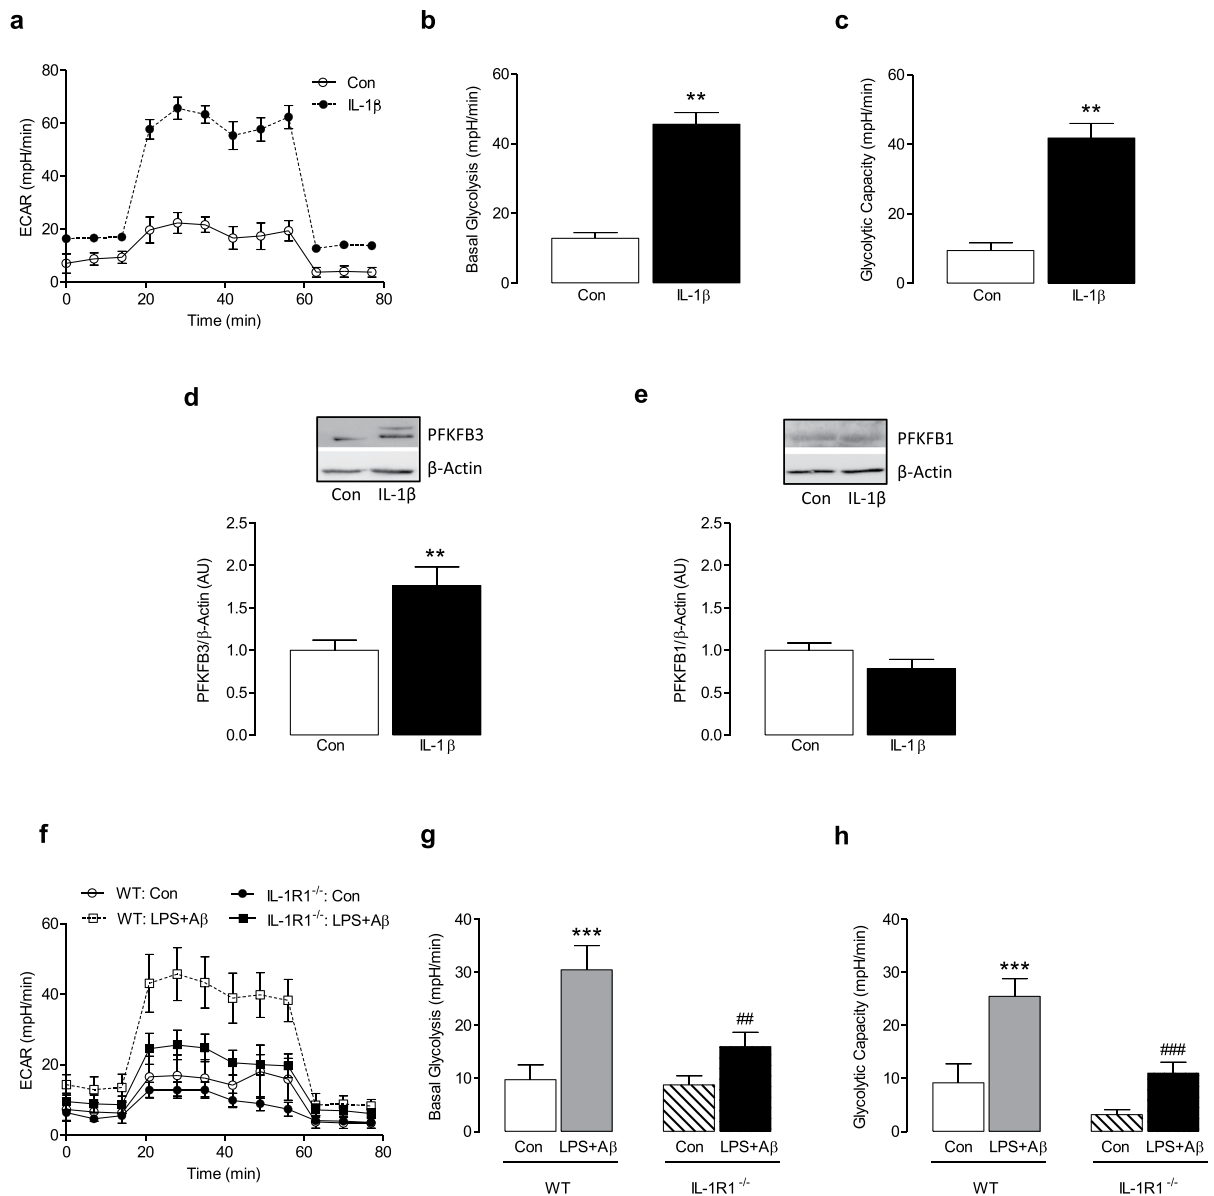 a
80
60
40
20
0
ECAR (mpH/min)
Con
IL-1β
0 20 40 60 80
Time (min)
b
60
40
20
0
Basal Glycolysis (mpH/min)
**
Con IL-1β
c
60
40
20
0
Glycolytic Capacity (mpH/min)
**
Con IL-1β
d
PFKFB3
β-Actin
Con IL-1β
2.5
2.0
1.5
1.0
0.5
0.0
PFKFB3/β-Actin (AU)
**
Con IL-1β
e
PFKFB1
β-Actin
Con IL-1β
2.5
2.0
1.5
1.0
0.5
0.0
PFKFB1/β-Actin (AU)
Con IL-1β
f
WT: Con IL-1R1-/-: Con
WT: LPS+Aβ IL-1R1-/-: LPS+Aβ
60
40
20
0
ECAR (mpH/min)
0 20 40 60 80
Time (min)
g
40
30
20
10
0
Basal Glycolysis (mpH/min)
***
##
Con LPS+Aβ Con LPS+Aβ
WT IL-1R1-/-
h
40
30
20
10
0
Glycolytic Capacity (mpH/min)
***
###
Con LPS+Aβ Con LPS+Aβ
WT IL-1R1-/-